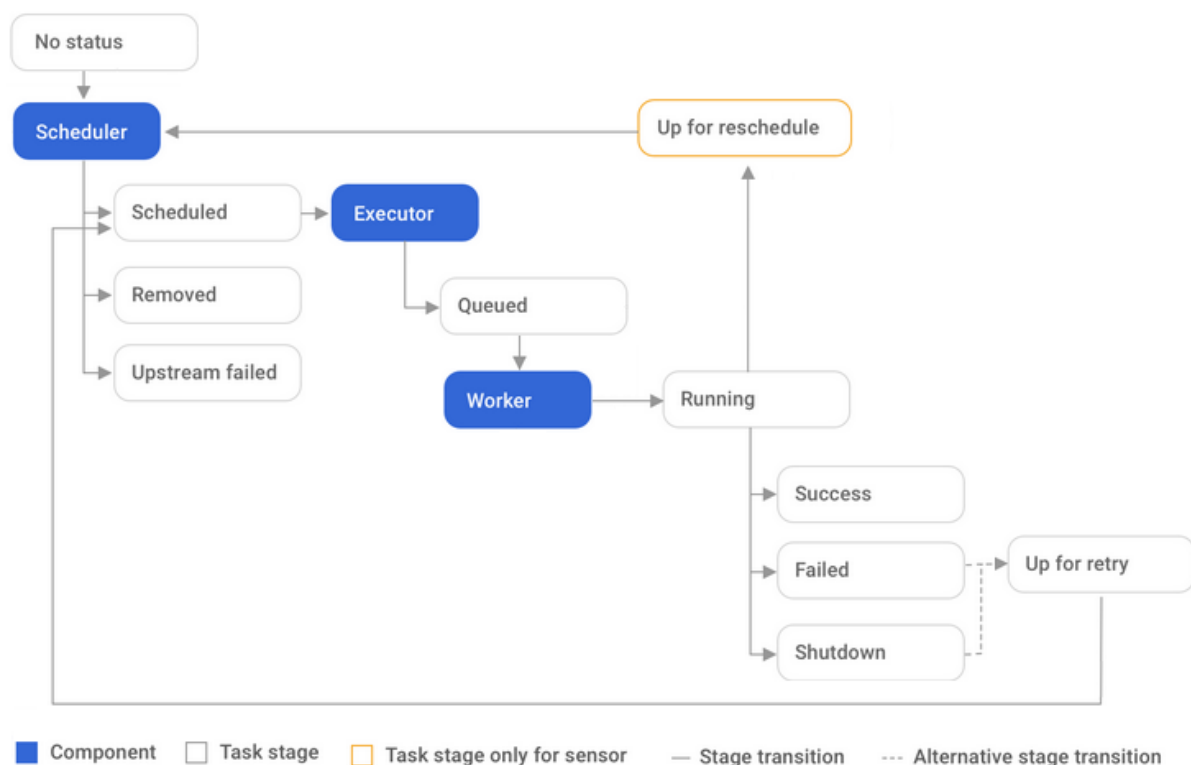 No status
Scheduler
Up for reschedule
Scheduled
Executor
Removed
Queued
Upstream failed
Worker
Running
Success
Failed
Up for retry
Shutdown
Component
Task stage
Task stage only for sensor
Stage transition
Alternative stage transition